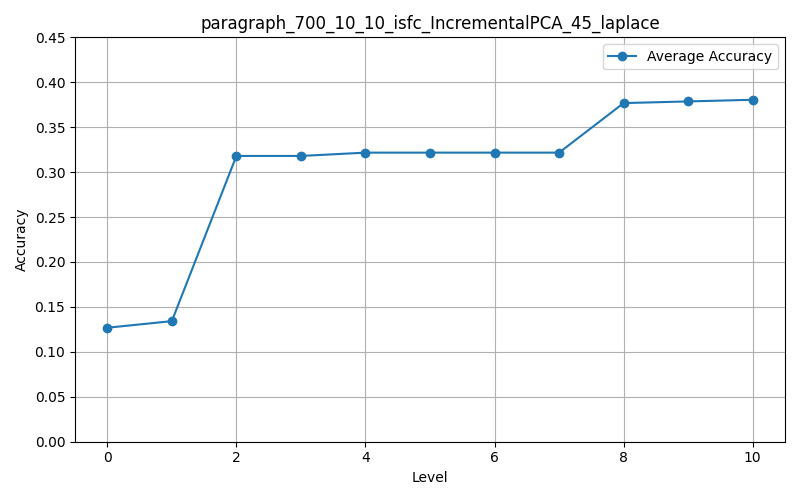 paragraph_700_10_10_isfc_IncrementalPCA_45_laplace
Average Accuracy
Accuracy
0.45
0.40
0.35
0.30
0.25
0.20
0.15
0.10
0.05
0.00
0 2 4 6 8 10
Level